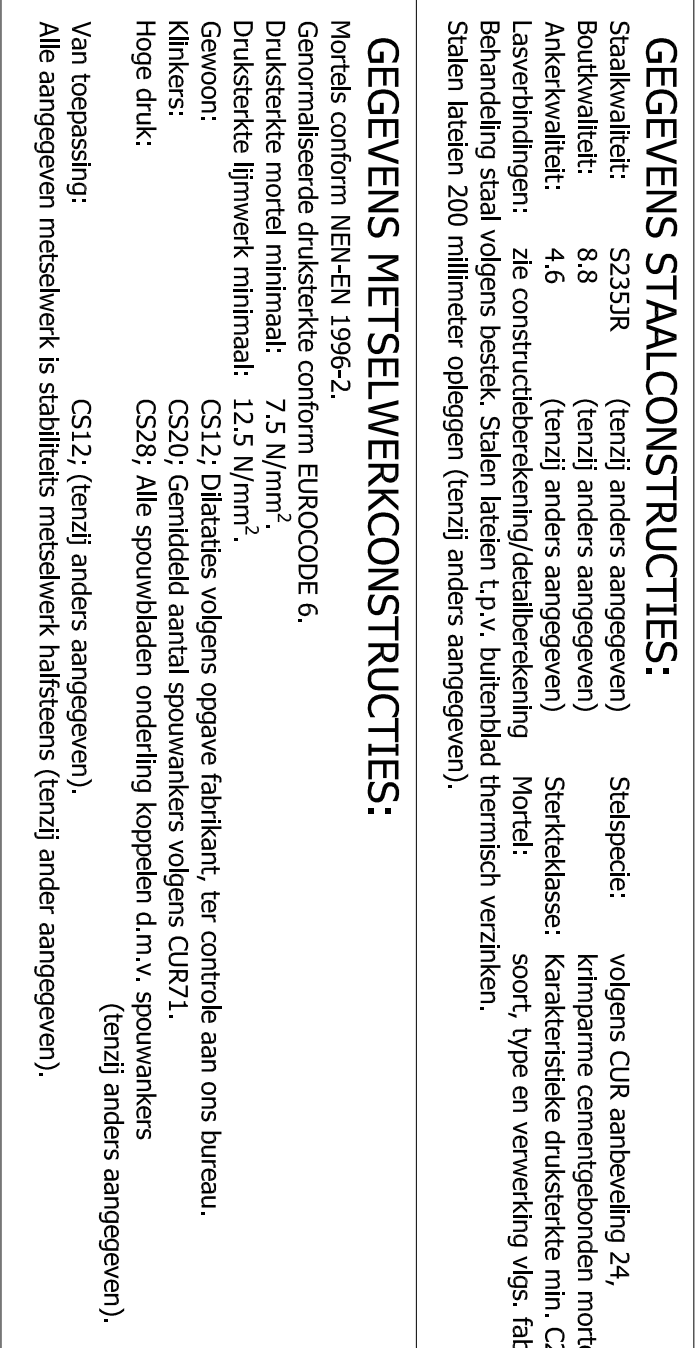 GEGEVENS STAALCONSTRUCTIES:
Staalkwaliteit: S235JR (tenzij anders aangegeven) Stelspecie: volgens CUR aanbeveling 24,
Boutkwaliteit: 8.8 (tenzij anders aangegeven) krimparme cementgebonden morte
Ankerkwaliteit: 4.6 (tenzij anders aangegeven) Sterkteklasse: Karakteristieke druksterkte min. C2
Lasverbindingen: zie constructieberekening/detailberekening Mortel: soort, type en verwerking vlgs. fab
Behandeling staal volgens bestek. Stalen lateien t.p.v. buitenblad thermisch verzinken.
Stalen lateien 200 millimeter opleggen (tenzij anders aangegeven).
GEGEVENS METSELWERKCONSTRUCTIES:
Mortels conform NEN-EN 1996-2.
Genormaliseerde druksterkte conform EUROCODE 6.
Druksterkte mortel minimaal: 7.5 N/mm².
Druksterkte lijmwerk minimaal: 12.5 N/mm².
Gewoon: CS12; Dilataties volgens opgave fabrikant, ter controle aan ons bureau.
Klinkers: CS20; Gemiddeld aantal spouwankers volgens CUR71.
Hoge druk: CS28; Alle spouwbladen onderling koppelen d.m.v. spouwankers
(tenzij anders aangegeven).
Van toepassing: CS12; (tenzij anders aangegeven).
Alle aangegeven metselwerk is stabiliteits metselwerk halfsteens (tenzij ander aangegeven).